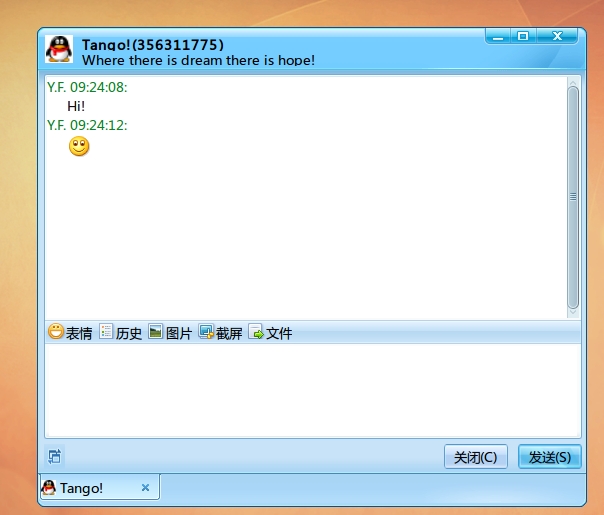 Tango!(356311775)
Where there is dream there is hope!
Y.F. 09:24:08:
Hi!
Y.F. 09:24:12:
表情 历史 图片 截屏 文件
关闭(C) 发送(S)
Tango!